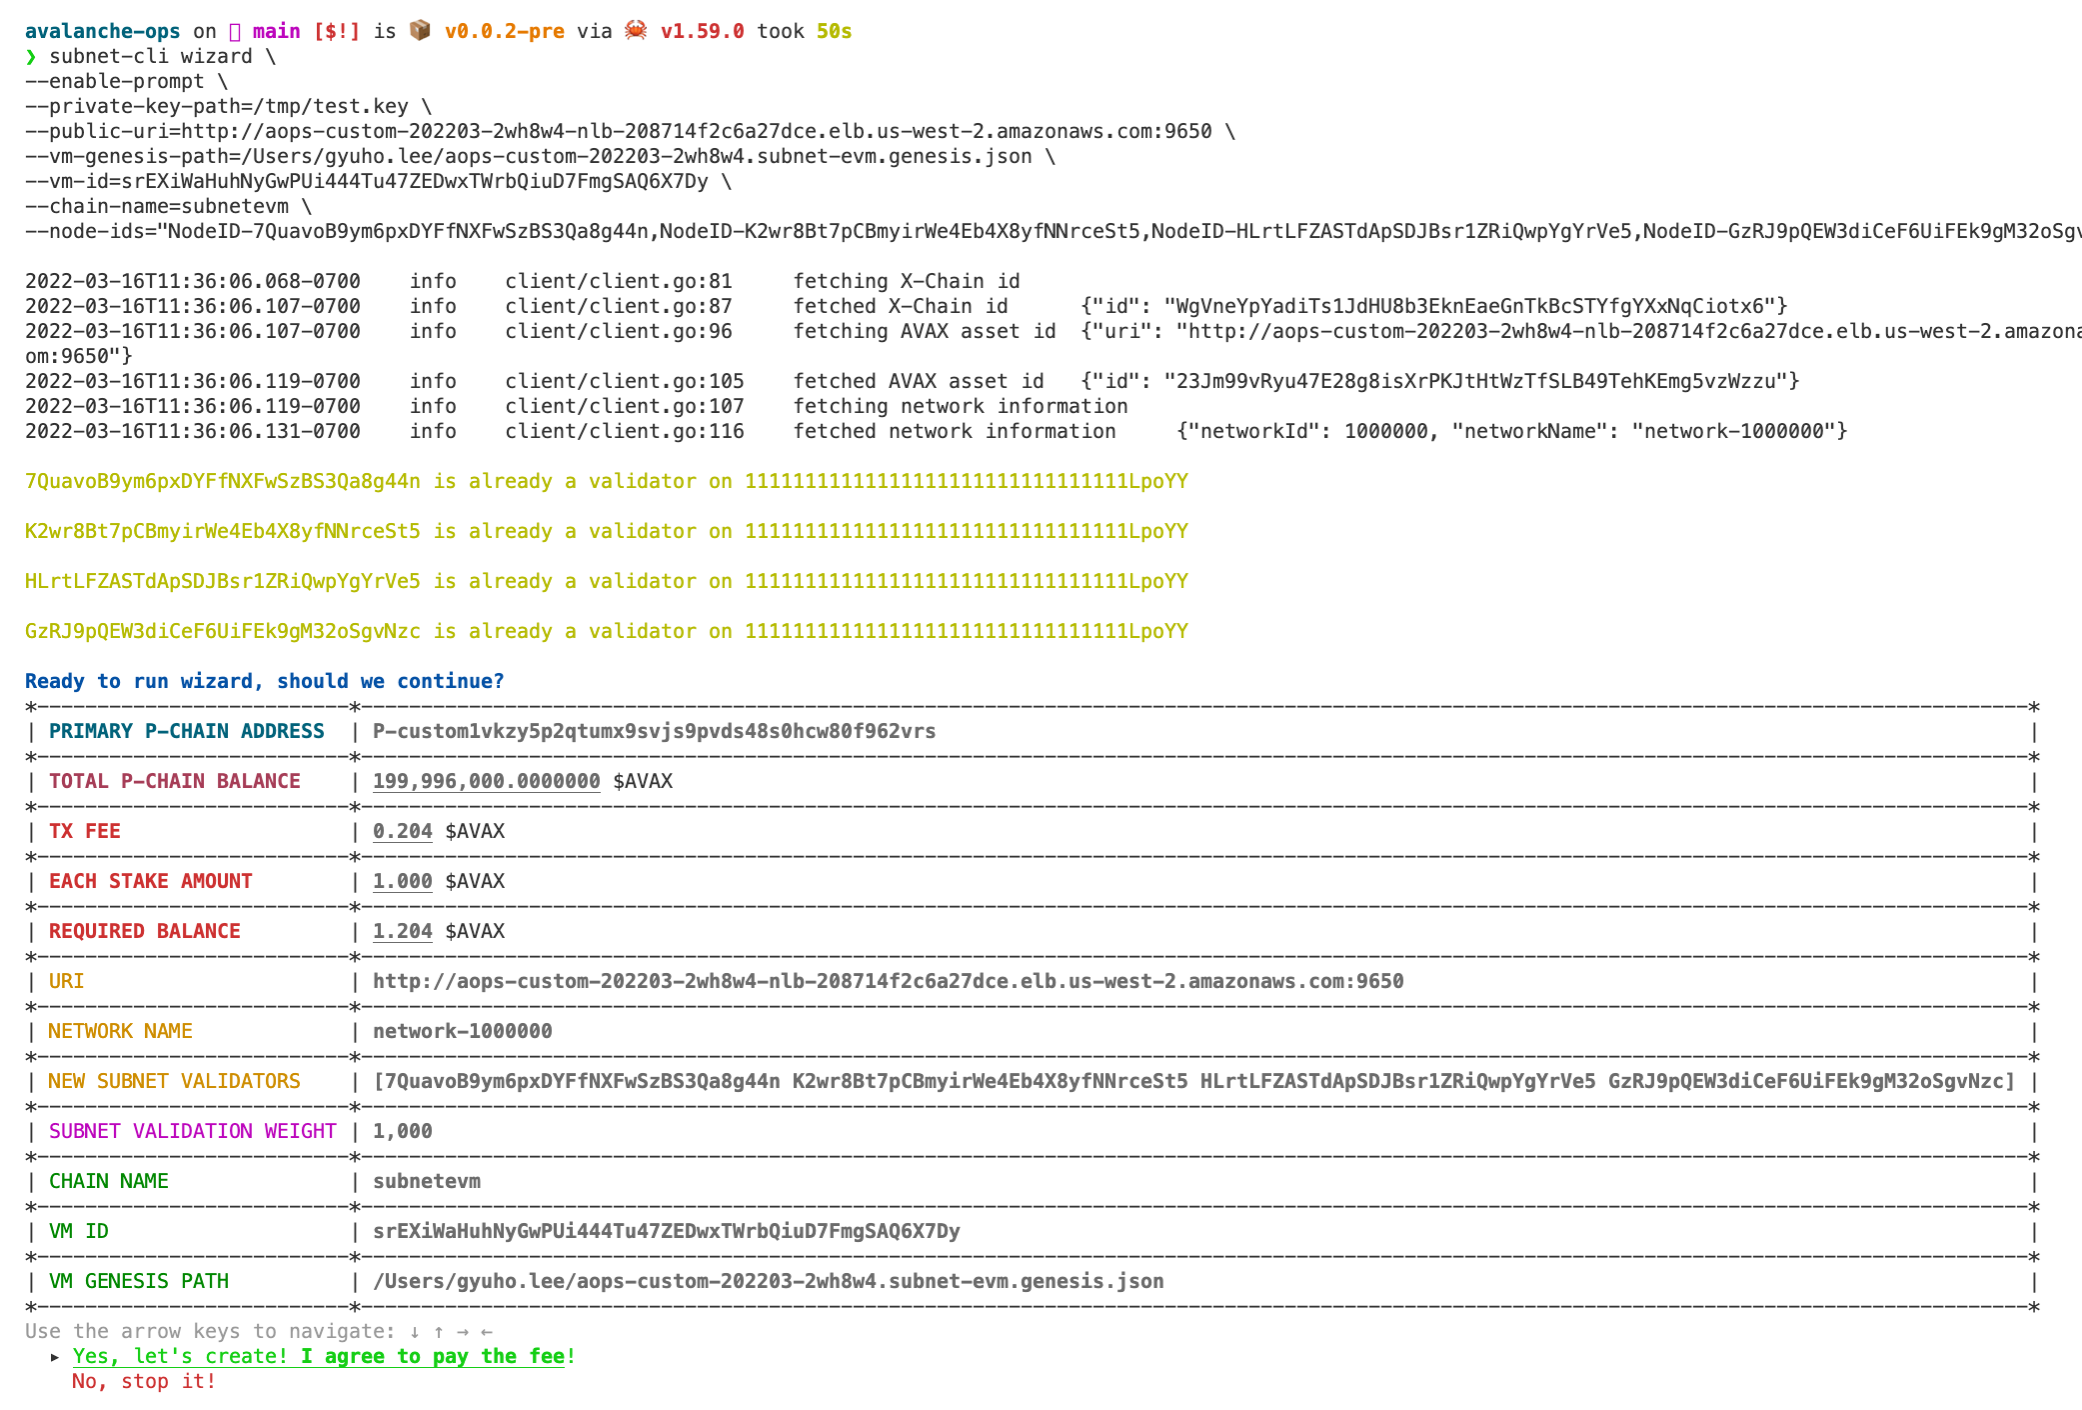 avalanche-ops on main [$!] is 📦 v0.0.2-pre via 🦀 v1.59.0 took 50s
❯ subnet-cli wizard \
--enable-prompt \
--private-key-path=/tmp/test.key \
--public-uri=http://aops-custom-202203-2wh8w4-nlb-208714f2c6a27dce.elb.us-west-2.amazonaws.com:9650 \
--vm-genesis-path=/Users/gyuho.lee/aops-custom-202203-2wh8w4.subnet-evm.genesis.json \
--vm-id=srEXiWaHuhNyGwPUi444Tu47ZEDwxTWrbQiuD7FmgSAQ6X7Dy \
--chain-name=subnetevm \
--node-ids="NodeID-7QuavoB9ym6pxDYFfNXFwSzBS3Qa8g44n,NodeID-K2wr8Bt7pCBmyirWe4Eb4X8yfNNrceSt5,NodeID-HLrtLFZASTdApSDJBsr1ZRiQwpYgYrVe5,NodeID-GzRJ9pQEW3diCeF6UiFEk9gM32oSgv
2022-03-16T11:36:06.068-0700 info client/client.go:81 fetching X-Chain id
2022-03-16T11:36:06.107-0700 info client/client.go:87 fetched X-Chain id {"id": "WgVneYpYadiTs1JdHU8b3EknEaeGnTkBcSTYfgYXxNqCiotx6"}
2022-03-16T11:36:06.107-0700 info client/client.go:96 fetching AVAX asset id {"uri": "http://aops-custom-202203-2wh8w4-nlb-208714f2c6a27dce.elb.us-west-2.amazona
om:9650"}
2022-03-16T11:36:06.119-0700 info client/client.go:105 fetched AVAX asset id {"id": "23Jm99vRyu47E28g8isXrPKJtHtWzTfSLB49TehKEmg5vzWzzu"}
2022-03-16T11:36:06.119-0700 info client/client.go:107 fetching network information
2022-03-16T11:36:06.131-0700 info client/client.go:116 fetched network information {"networkId": 1000000, "networkName": "network-1000000"}
7QuavoB9ym6pxDYFfNXFwSzBS3Qa8g44n is already a validator on 11111111111111111111111111111111LpoYY
K2wr8Bt7pCBmyirWe4Eb4X8yfNNrceSt5 is already a validator on 11111111111111111111111111111111LpoYY
HLrtLFZASTdApSDJBsr1ZRiQwpYgYrVe5 is already a validator on 11111111111111111111111111111111LpoYY
GzRJ9pQEW3diCeF6UiFEk9gM32oSgvNzc is already a validator on 11111111111111111111111111111111LpoYY
Ready to run wizard, should we continue?
| PRIMARY P-CHAIN ADDRESS | P-custom1vkzy5p2qtumx9svjs9pvds48s0hcw80f962vrs |
| TOTAL P-CHAIN BALANCE | 199,996,000.0000000 $AVAX |
| TX FEE | 0.204 $AVAX |
| EACH STAKE AMOUNT | 1.000 $AVAX |
| REQUIRED BALANCE | 1.204 $AVAX |
| URI | http://aops-custom-202203-2wh8w4-nlb-208714f2c6a27dce.elb.us-west-2.amazonaws.com:9650 |
| NETWORK NAME | network-1000000 |
| NEW SUBNET VALIDATORS | [7QuavoB9ym6pxDYFfNXFwSzBS3Qa8g44n K2wr8Bt7pCBmyirWe4Eb4X8yfNNrceSt5 HLrtLFZASTdApSDJBsr1ZRiQwpYgYrVe5 GzRJ9pQEW3diCeF6UiFEk9gM32oSgvNzc] |
| SUBNET VALIDATION WEIGHT | 1,000 |
| CHAIN NAME | subnetevm |
| VM ID | srEXiWaHuhNyGwPUi444Tu47ZEDwxTWrbQiuD7FmgSAQ6X7Dy |
| VM GENESIS PATH | /Users/gyuho.lee/aops-custom-202203-2wh8w4.subnet-evm.genesis.json |
Use the arrow keys to navigate: ↓ ↑ → ←
▸ Yes, let's create! I agree to pay the fee!
No, stop it!